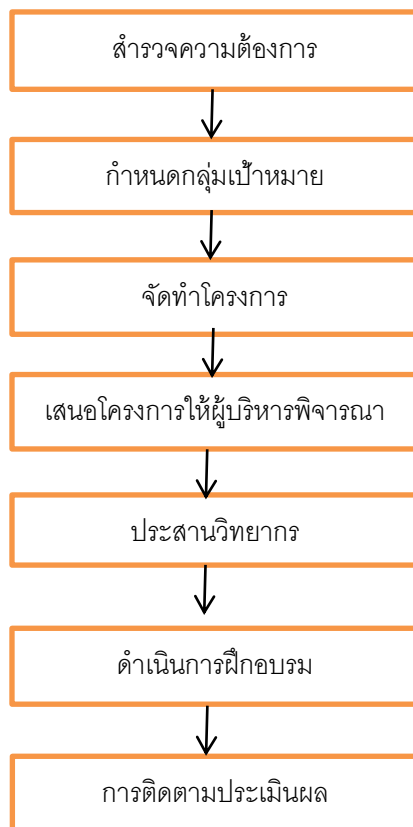 สำรวจความต้องการ
กำหนดกลุ่มเป้าหมาย
จัดทำโครงการ
เสนอโครงการให้ผู้บริหารพิจารณา
ประสานวิทยากร
ดำเนินการฝึกอบรม
การติดตามประเมินผล